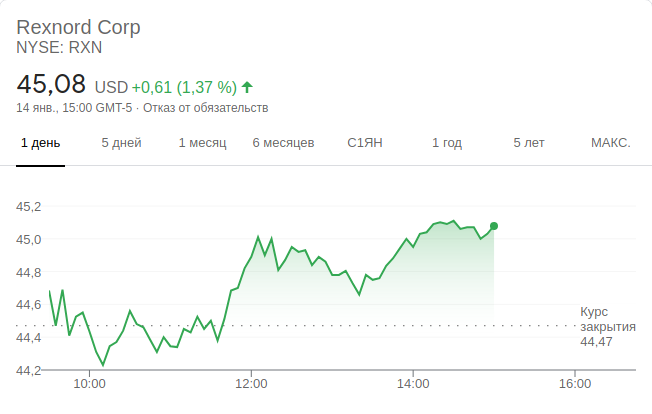 Rexnord Corp
NYSE: RXN
45,08 USD +0,61 (1,37 %)
14 янв., 15:00 GMT-5 · Отказ от обязательств
1 день 5 дней 1 месяц 6 месяцев С1ЯН 1 год 5 лет МАКС.
45,2
45,0
44,8
44,6
44,4
44,2
Курс
закрытия
44,47
10:00 12:00 14:00 16:00